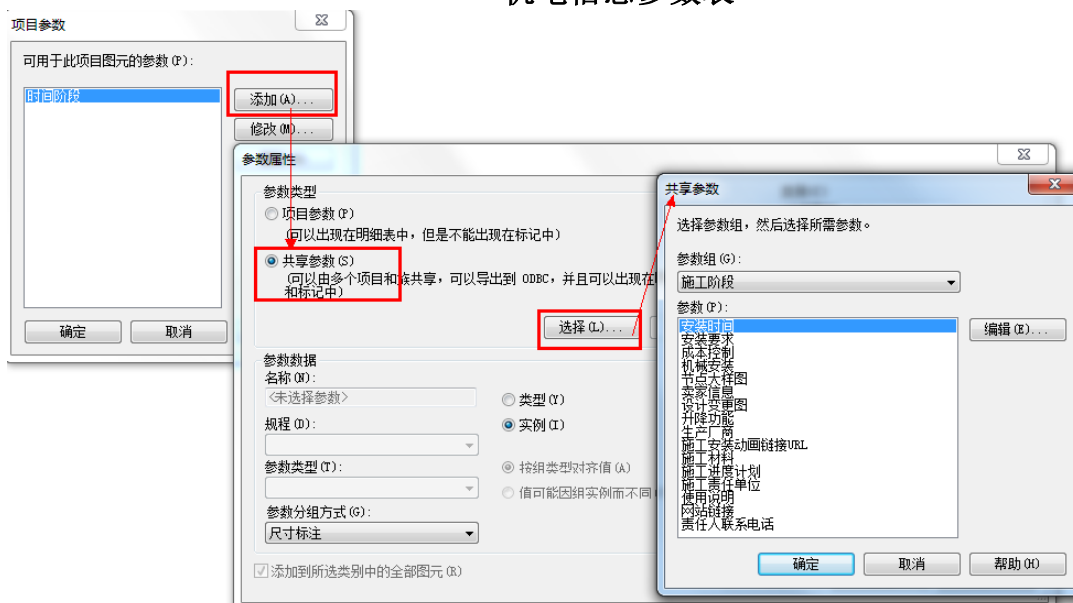 机电信息参数表
项目参数
可用于此项目图元的参数(P):
时间阶段
添加(A)...
修改(M)...
确定
取消
参数属性
参数类型
项目参数(P)
(可以出现在明细表中，但是不能出现在标记中)
共享参数(S)
(可以由多个项目和族共享，可以导出到 ODBC，并且可以出现在
和标记中)
选择(L)...
参数数据
名称(N):
<未选择参数>
类型(Y)
规程(D):
实例(I)
参数类型(T):
按组类型对齐值(A)
值可能因组实例而不同
参数分组方式(G):
尺寸标注
添加到所选类别中的全部图元(R)
共享参数
选择参数组，然后选择所需参数。
参数组(G):
施工阶段
参数(P):
安装时间
安装要求
成本控制
机械安装
节点大样图
卖家信息
设计变更图
升降功能
生产厂商
施工安装动画链接URL
施工材料
施工进度计划
施工责任单位
使用说明
网站链接
责任人联系电话
编辑(E)...
确定
取消
帮助(H)